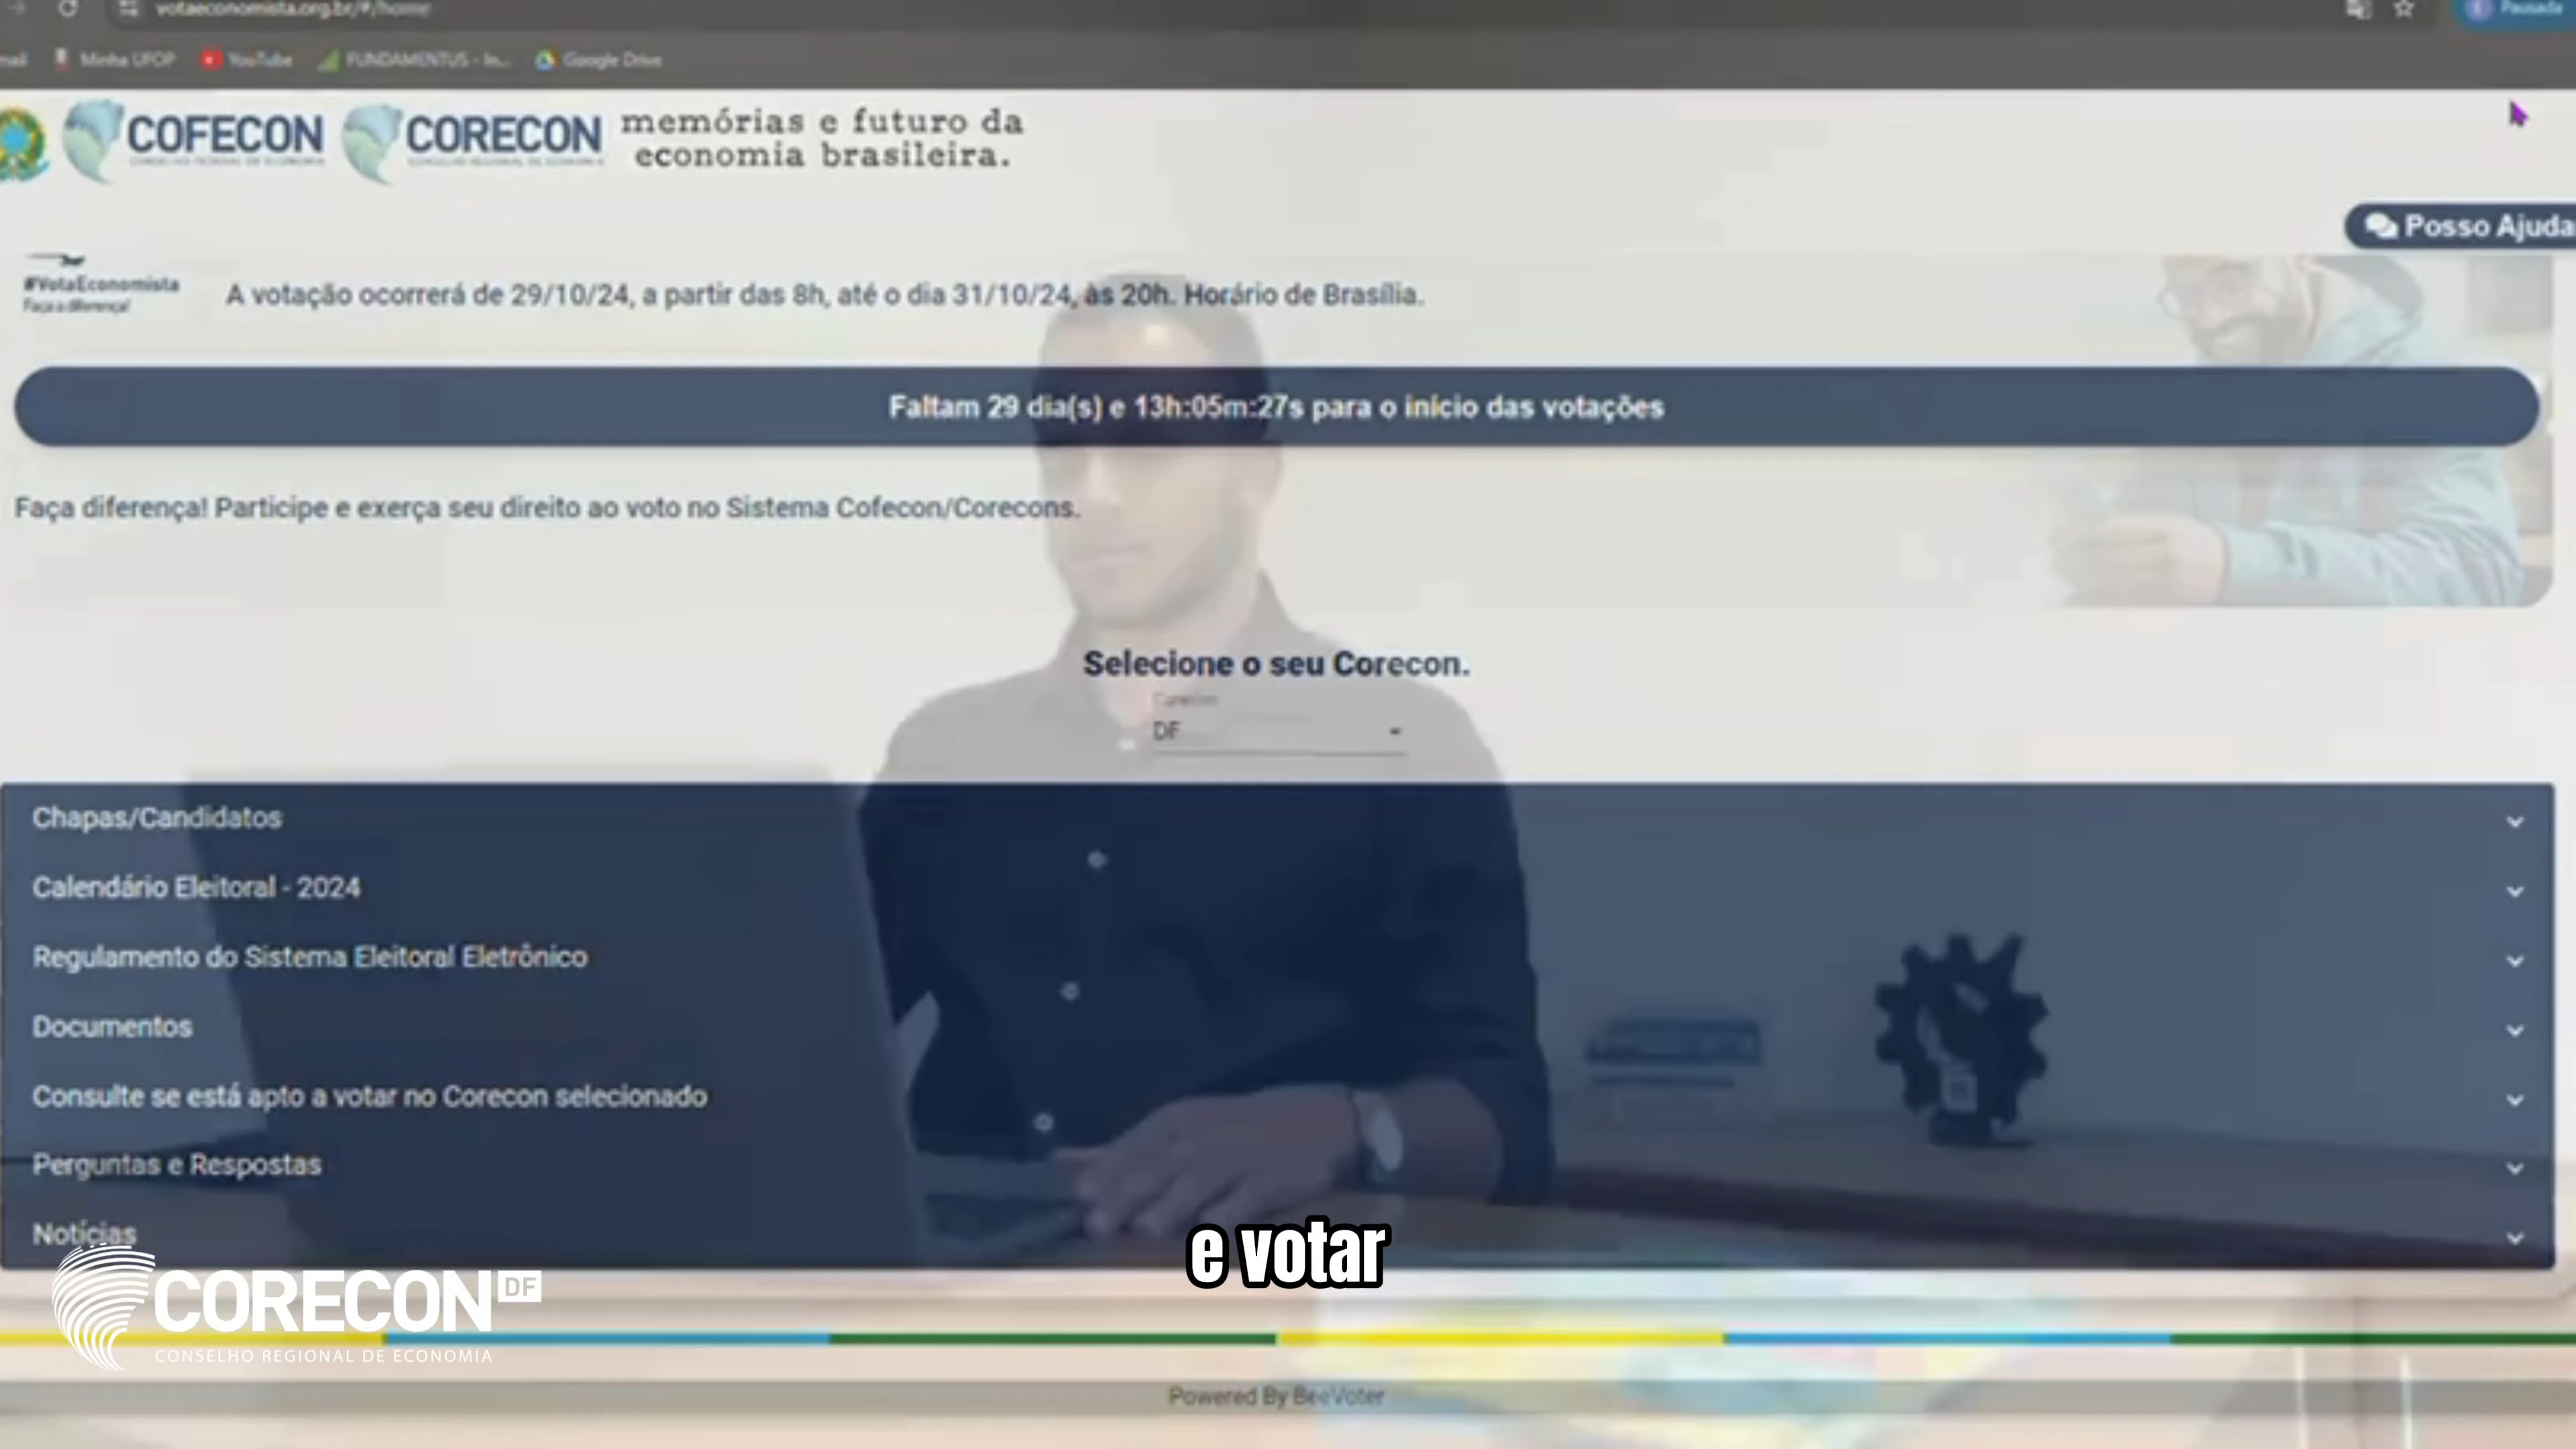 votaeconomista.org.br/#/home
Pausada
Minha UFOP
YouTube
FUNDAMENTUS - In...
Google Drive
COFECON
CORECON
memórias e futuro da
economia brasileira.
Posso Ajuda
#VotaEconomista
Faça a diferença!
A votação ocorrerá de 29/10/24, a partir das 8h, até o dia 31/10/24, às 20h. Horário de Brasília.
Faltam 29 dia(s) e 13h:05m:27s para o início das votações
Faça diferença! Participe e exerça seu direito ao voto no Sistema Cofecon/Corecons.
Selecione o seu Corecon.
Corecon
DF
Chapas/Candidatos
Calendário Eleitoral - 2024
Regulamento do Sistema Eleitoral Eletrônico
Documentos
Consulte se está apto a votar no Corecon selecionado
Perguntas e Respostas
Notícias
e votar
CORECON DF
CONSELHO REGIONAL DE ECONOMIA
Powered By BeeVoter